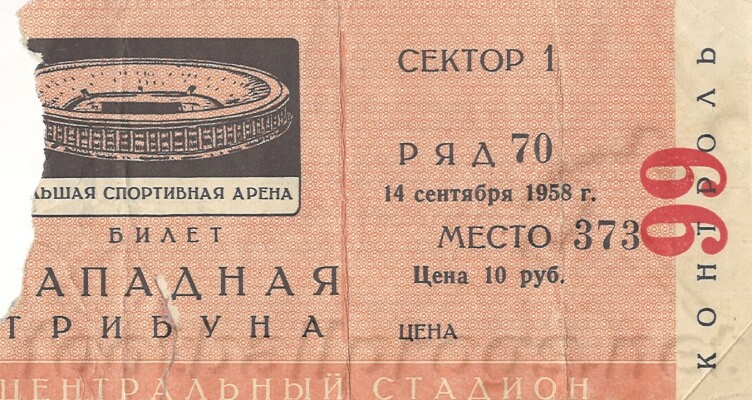 ЛЬШАЯ СПОРТИВНАЯ АРЕНА
БИЛЕТ
АПАДНАЯ
ТРИБУНА
СЕКТОР 1
РЯД 70
14 сентября 1958 г.
МЕСТО 373
Цена 10 руб.
ЦЕНА
ЦЕНТРАЛЬНЫЙ СТАДИОН
КОНТРОЛЬ
99